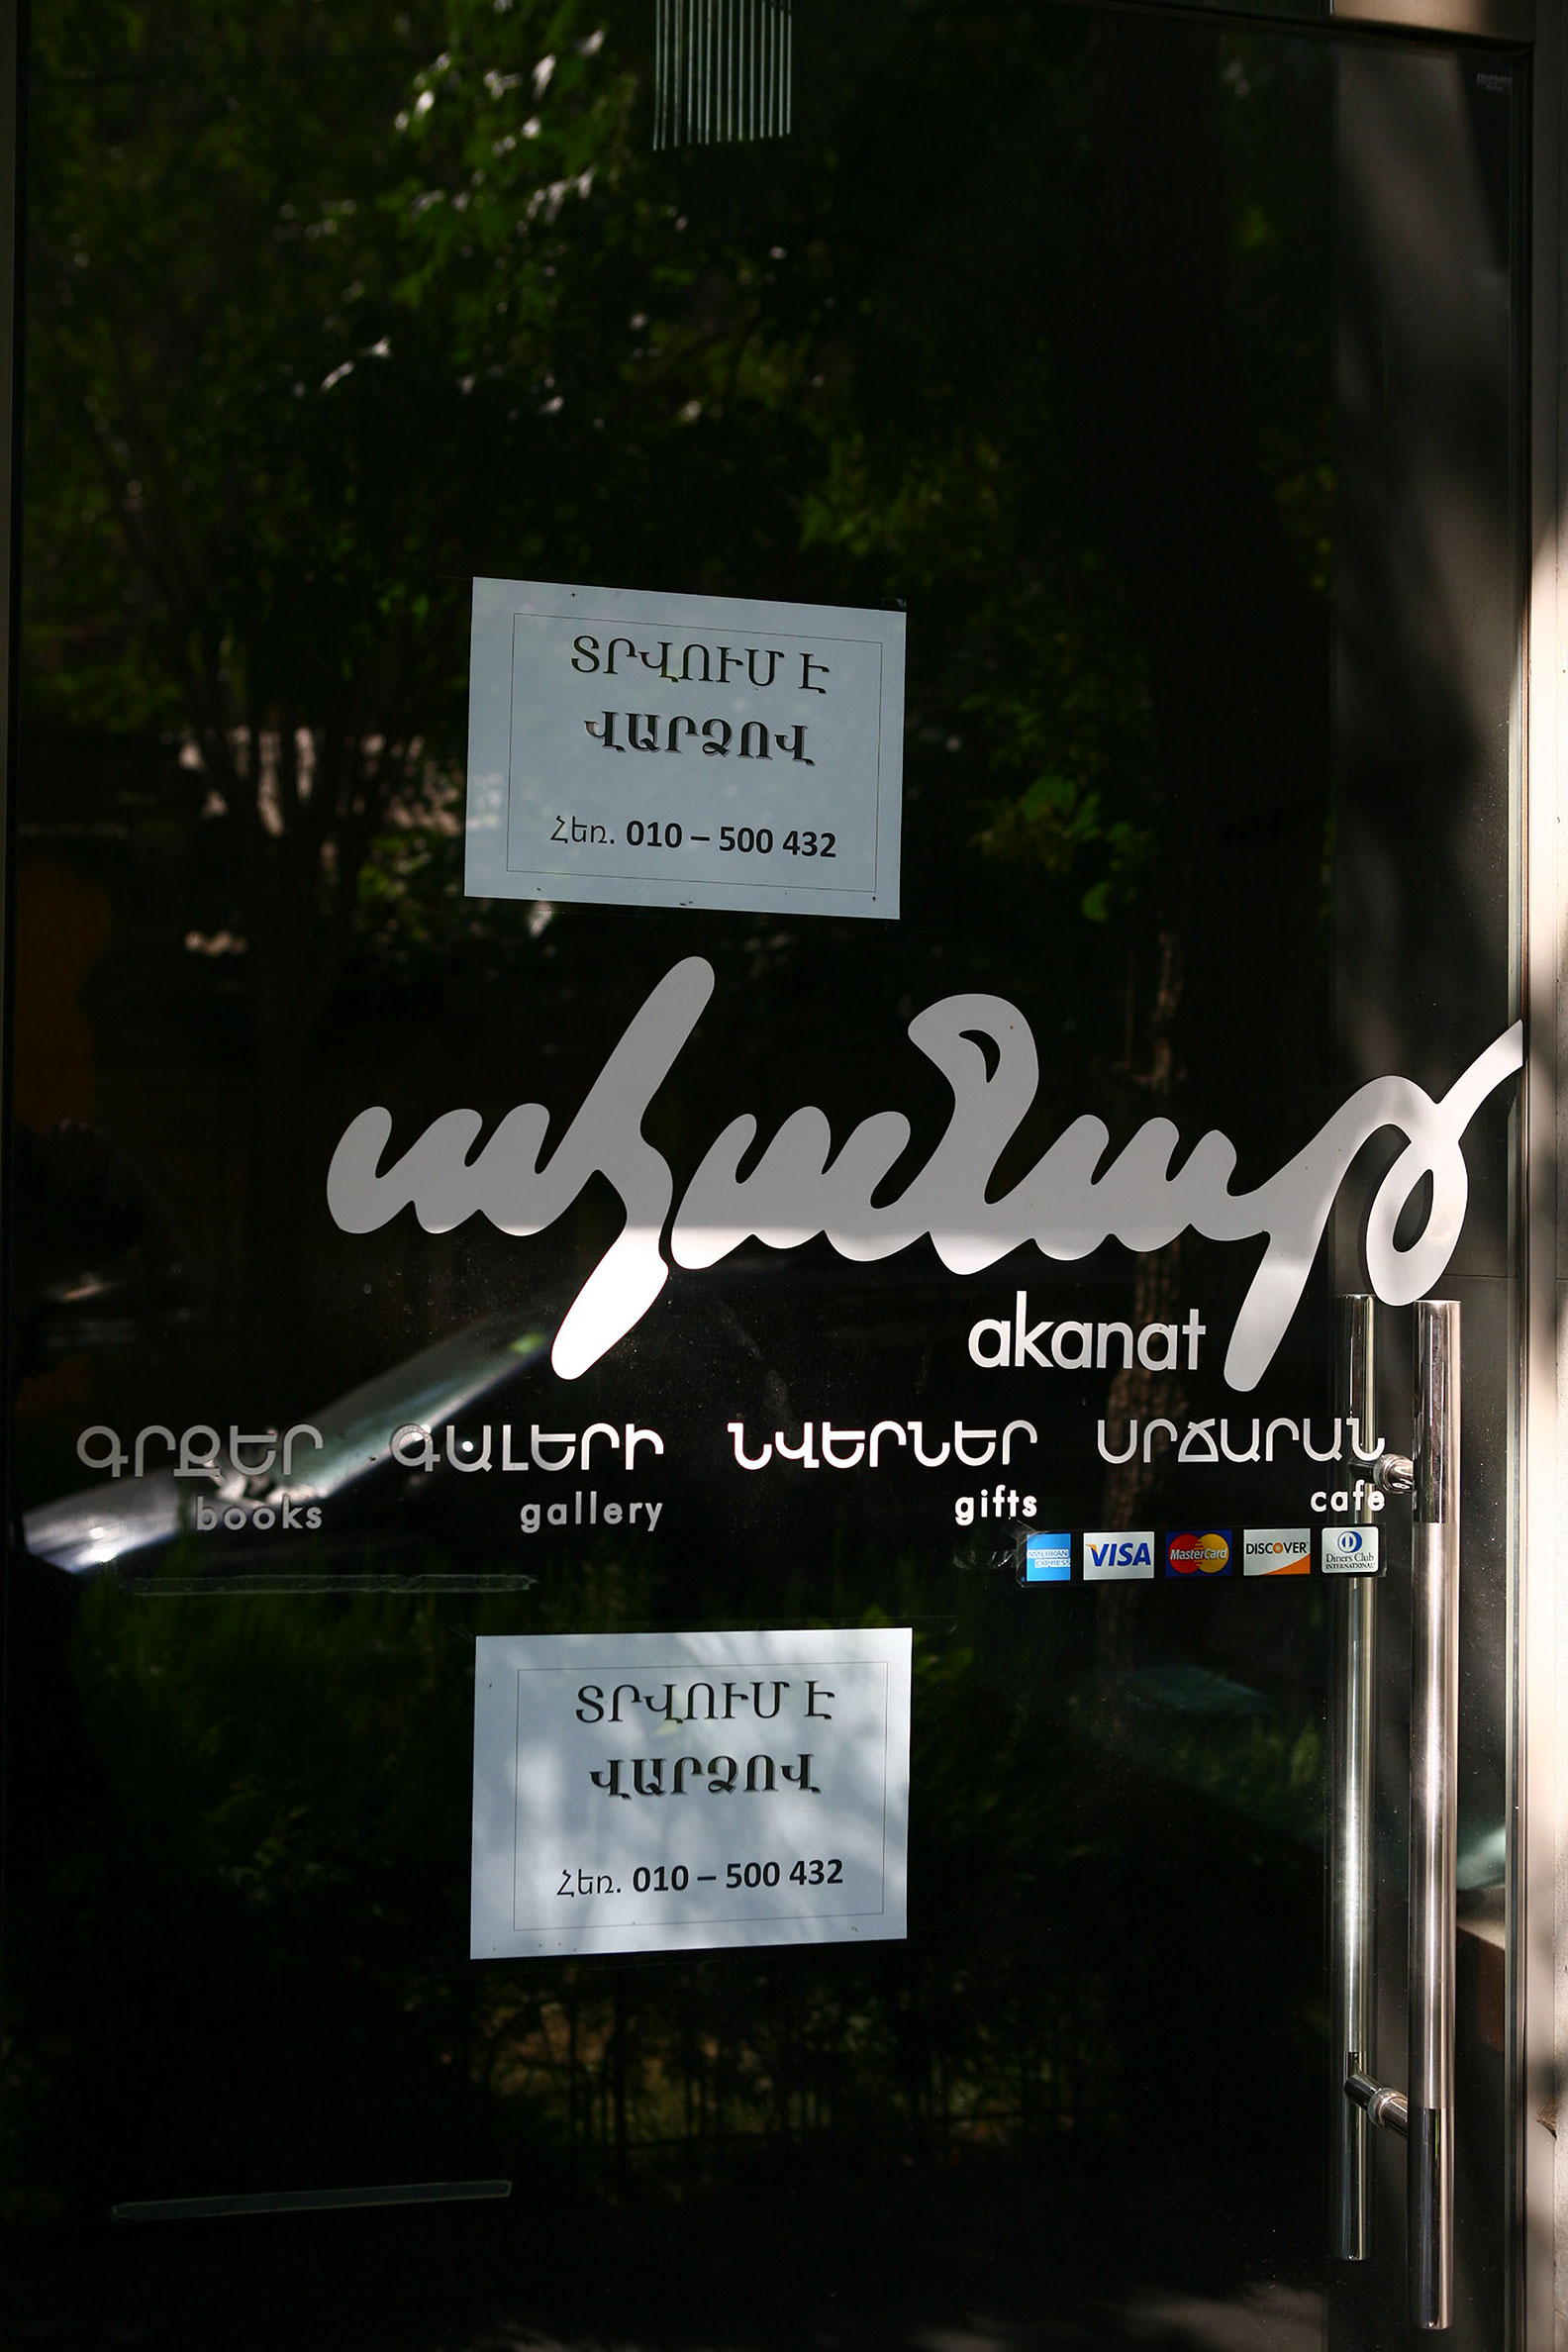 ՏՐՎՈՒՄ Է
ՎԱՐՁՈՎ
Հեռ. 010 – 500 432
ականաթ
akanat
ԳՐՔԵՐ ԳԱԼԵՐԻ ՆՎԵՐՆԵՐ ՍՐՃԱՐԱՆ
books gallery gifts cafe
AMERICAN EXPRESS VISA MasterCard DISCOVER Diners Club INTERNATIONAL
ՏՐՎՈՒՄ Է
ՎԱՐՁՈՎ
Հեռ. 010 – 500 432